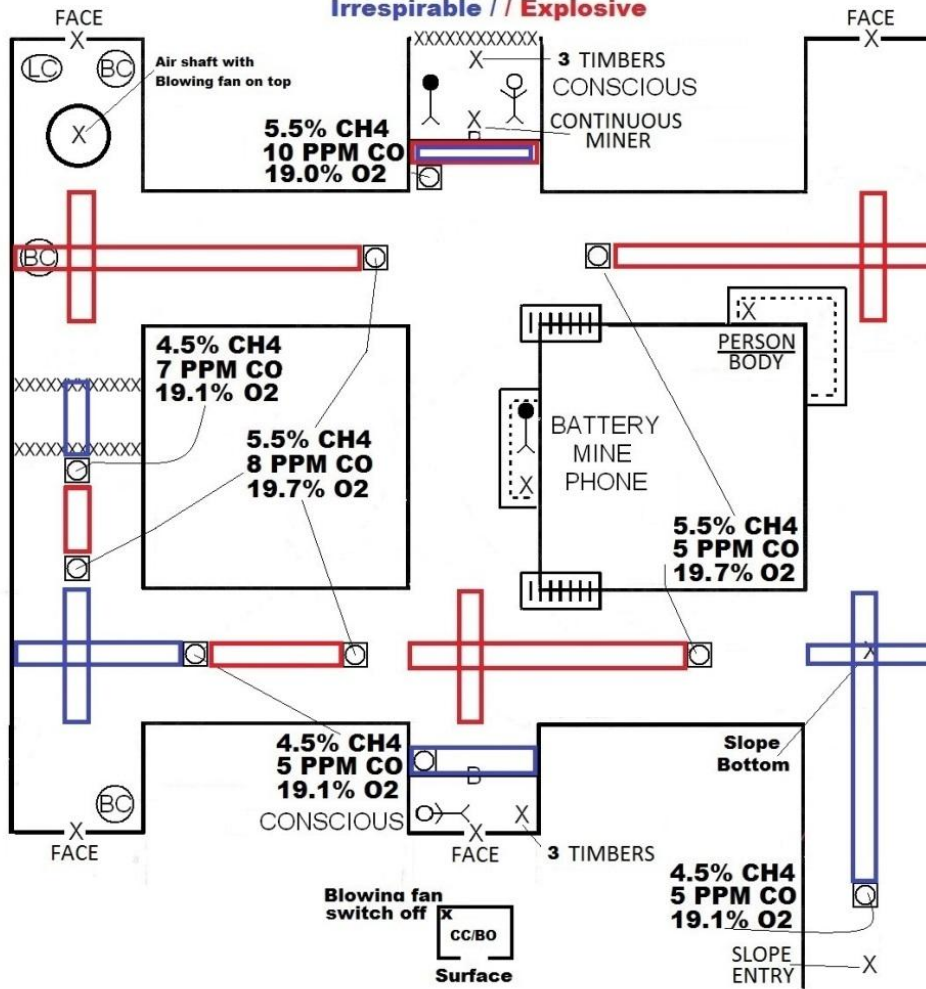 Irrespirable / / Explosive
FACE
FACE
LC
BC
Air shaft with
Blowing fan on top
X
X
X
XXXXXXXXXXXX
X
3 TIMBERS
CONSCIOUS
X
CONTINUOUS
MINER
5.5% CH4
10 PPM CO
19.0% O2
BC
4.5% CH4
7 PPM CO
19.1% O2
XXXXXXXXXXXX
XXXXXXXXXXXX
5.5% CH4
8 PPM CO
19.7% O2
X
PERSON
BODY
BATTERY
MINE
PHONE
X
5.5% CH4
5 PPM CO
19.7% O2
X
Slope
Bottom
4.5% CH4
5 PPM CO
19.1% O2
CONSCIOUS
B
X
X
FACE
3 TIMBERS
BC
X
FACE
4.5% CH4
5 PPM CO
19.1% O2
Blowing fan
switch off x
CC/BO
Surface
SLOPE
ENTRY
X